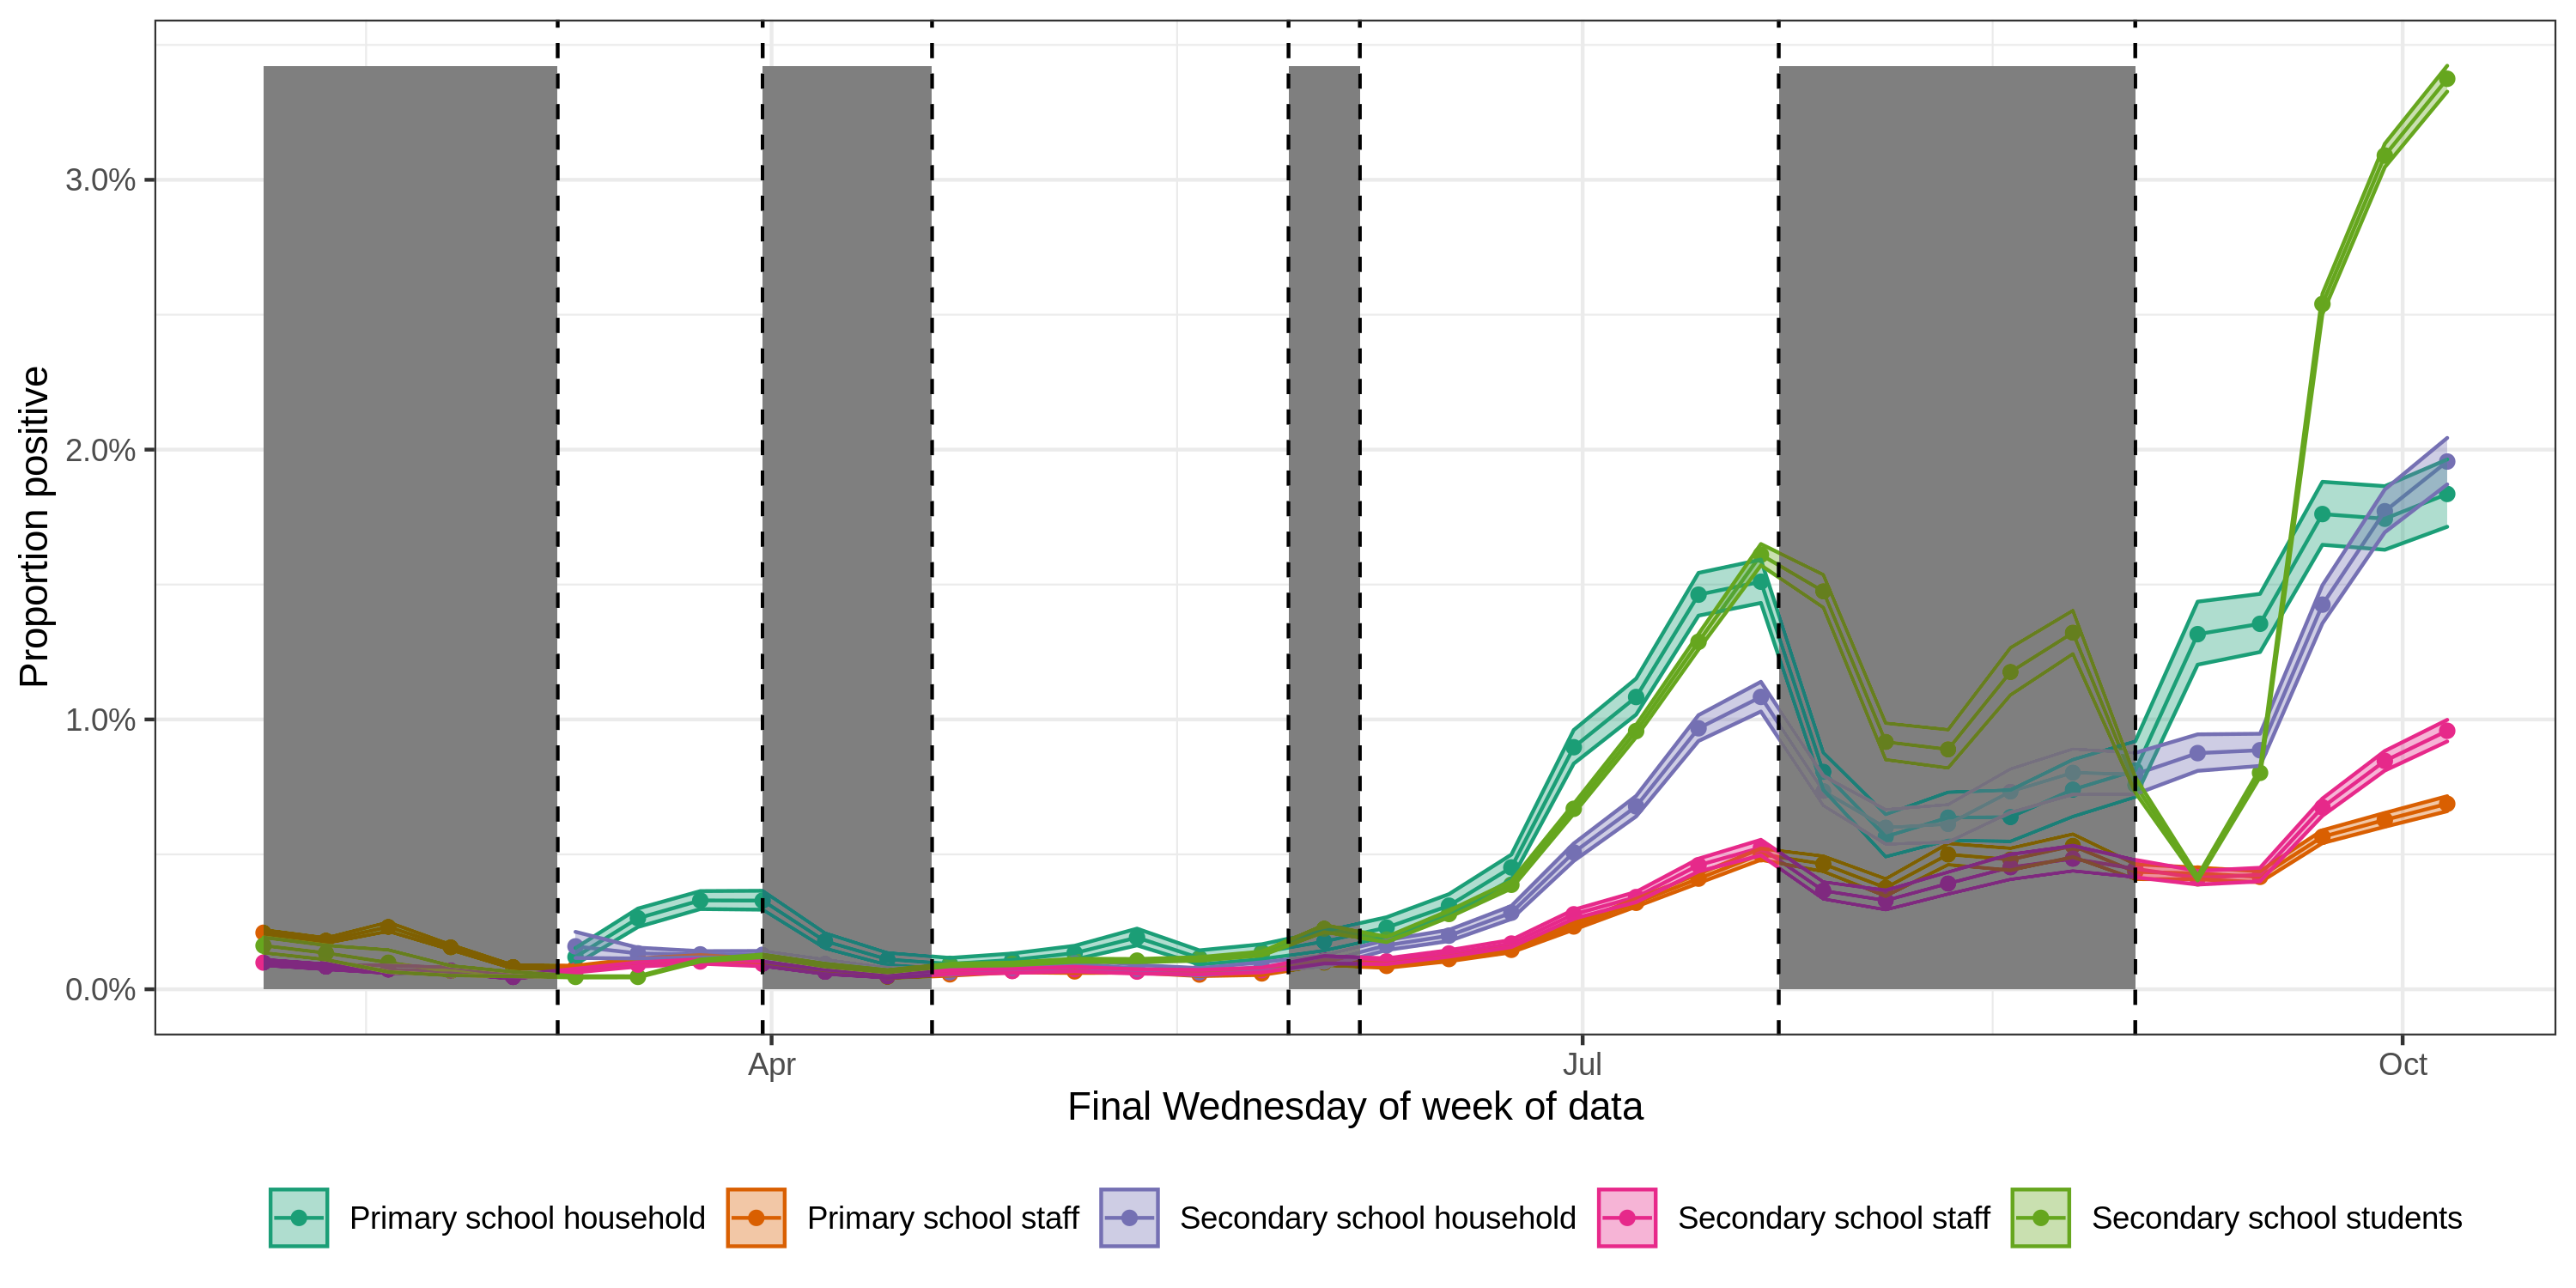 Proportion positive
3.0%
2.0%
1.0%
0.0%
Apr Jul Oct
Final Wednesday of week of data
Primary school household Primary school staff Secondary school household Secondary school staff Secondary school students